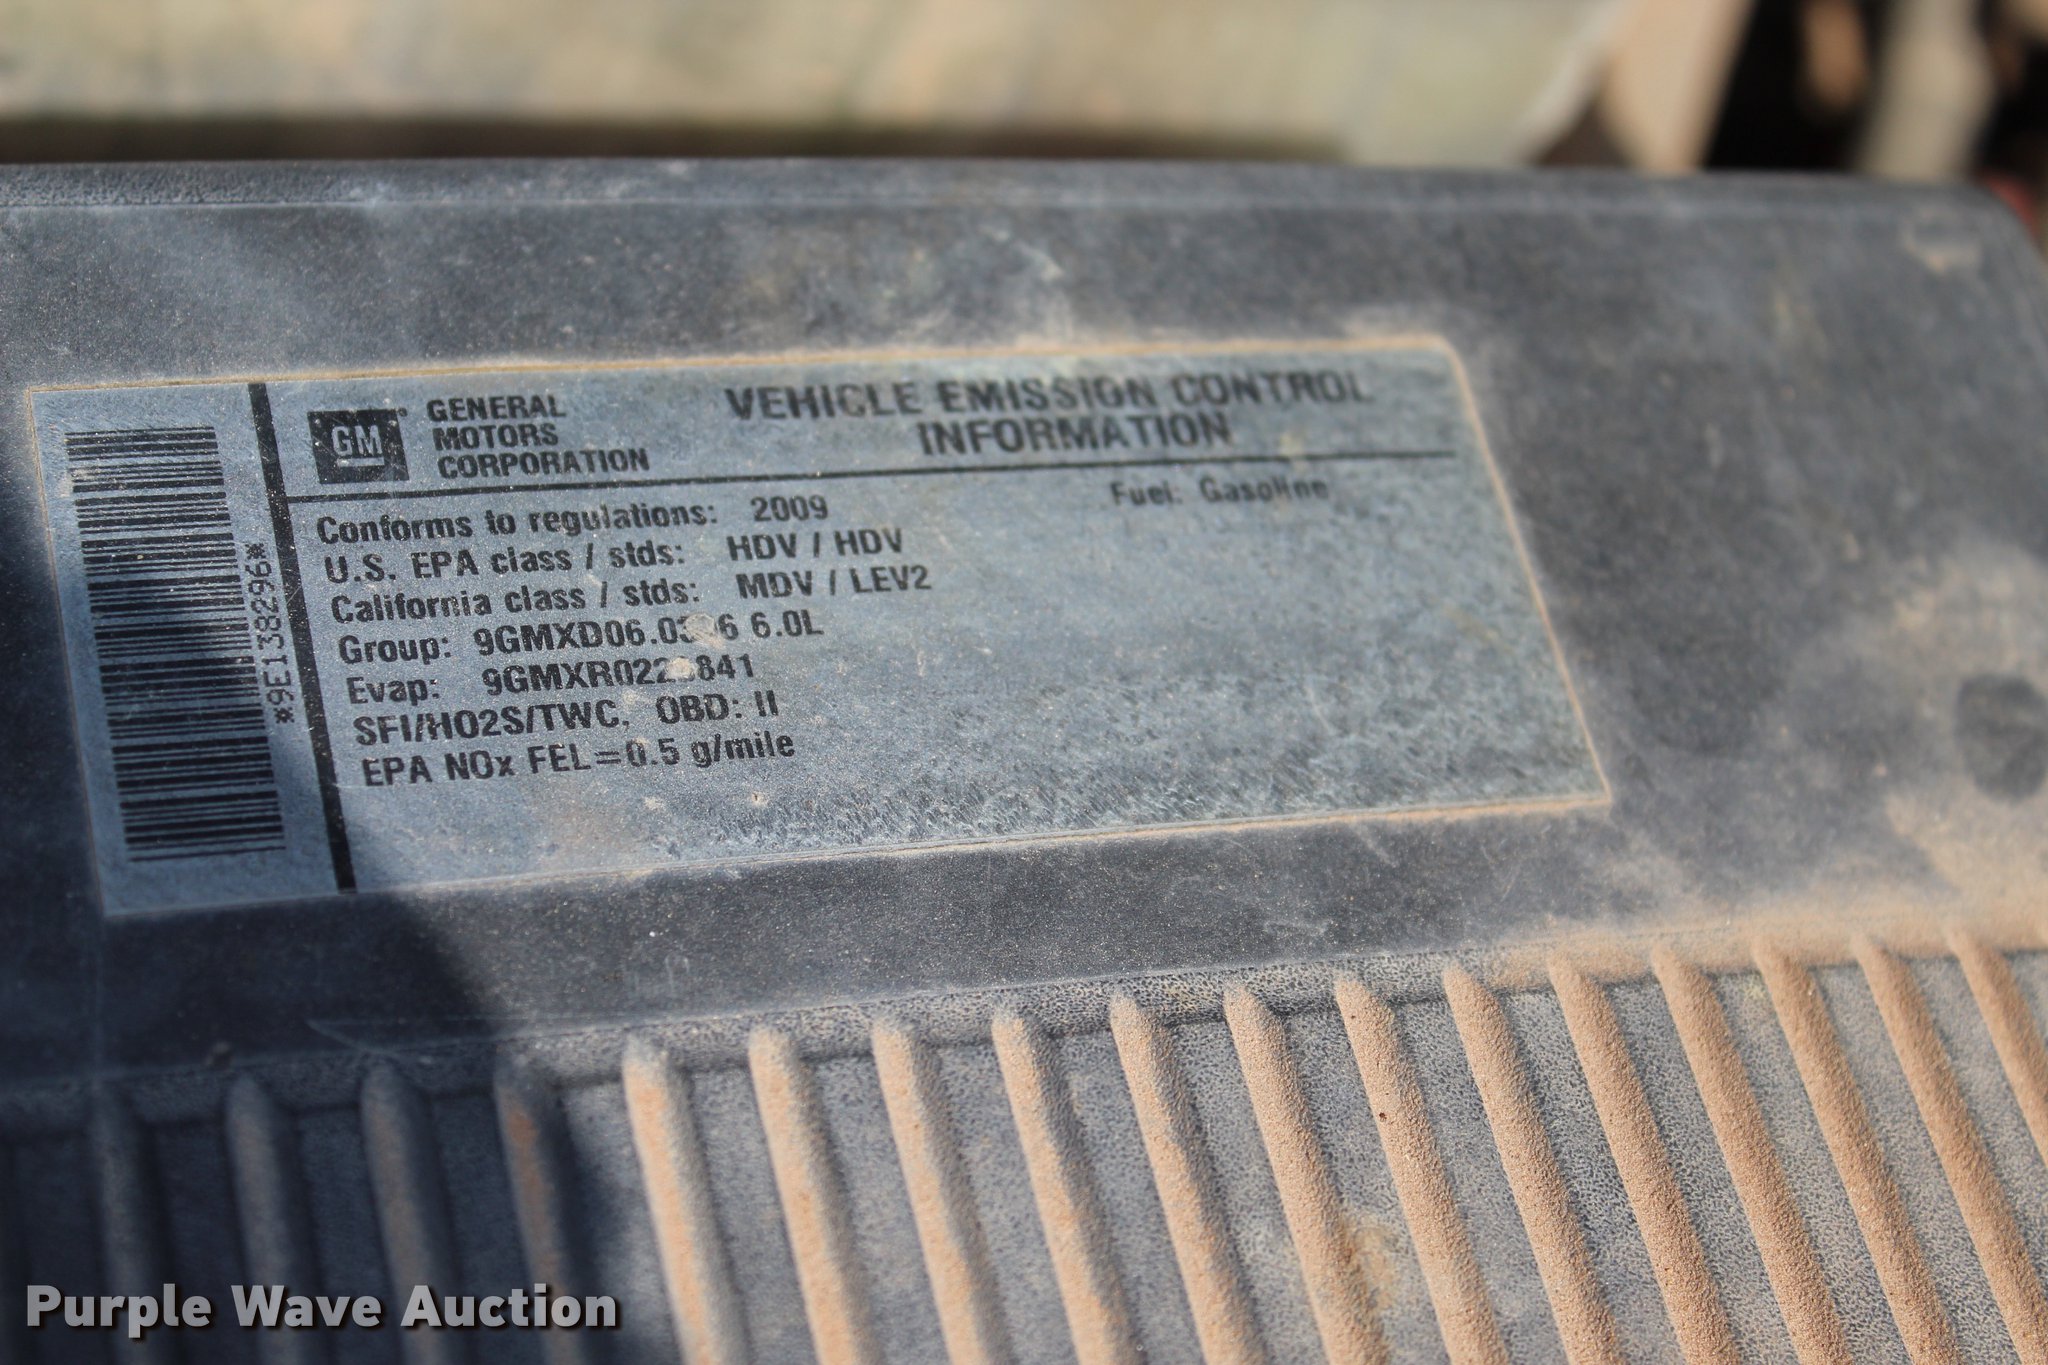 GM
GENERAL
MOTORS
CORPORATION
VEHICLE EMISSION CONTROL
INFORMATION
Conforms to regulations: 2009
Fuel: Gasoline
U.S. EPA class / stds: HDV / HDV
California class / stds: MDV / LEV2
Group: 6.0L
Evap:
SFI/HO2S/TWC, OBD: II
EPA NOx FEL=0.5 g/mile
*9E138296*
Purple Wave Auction